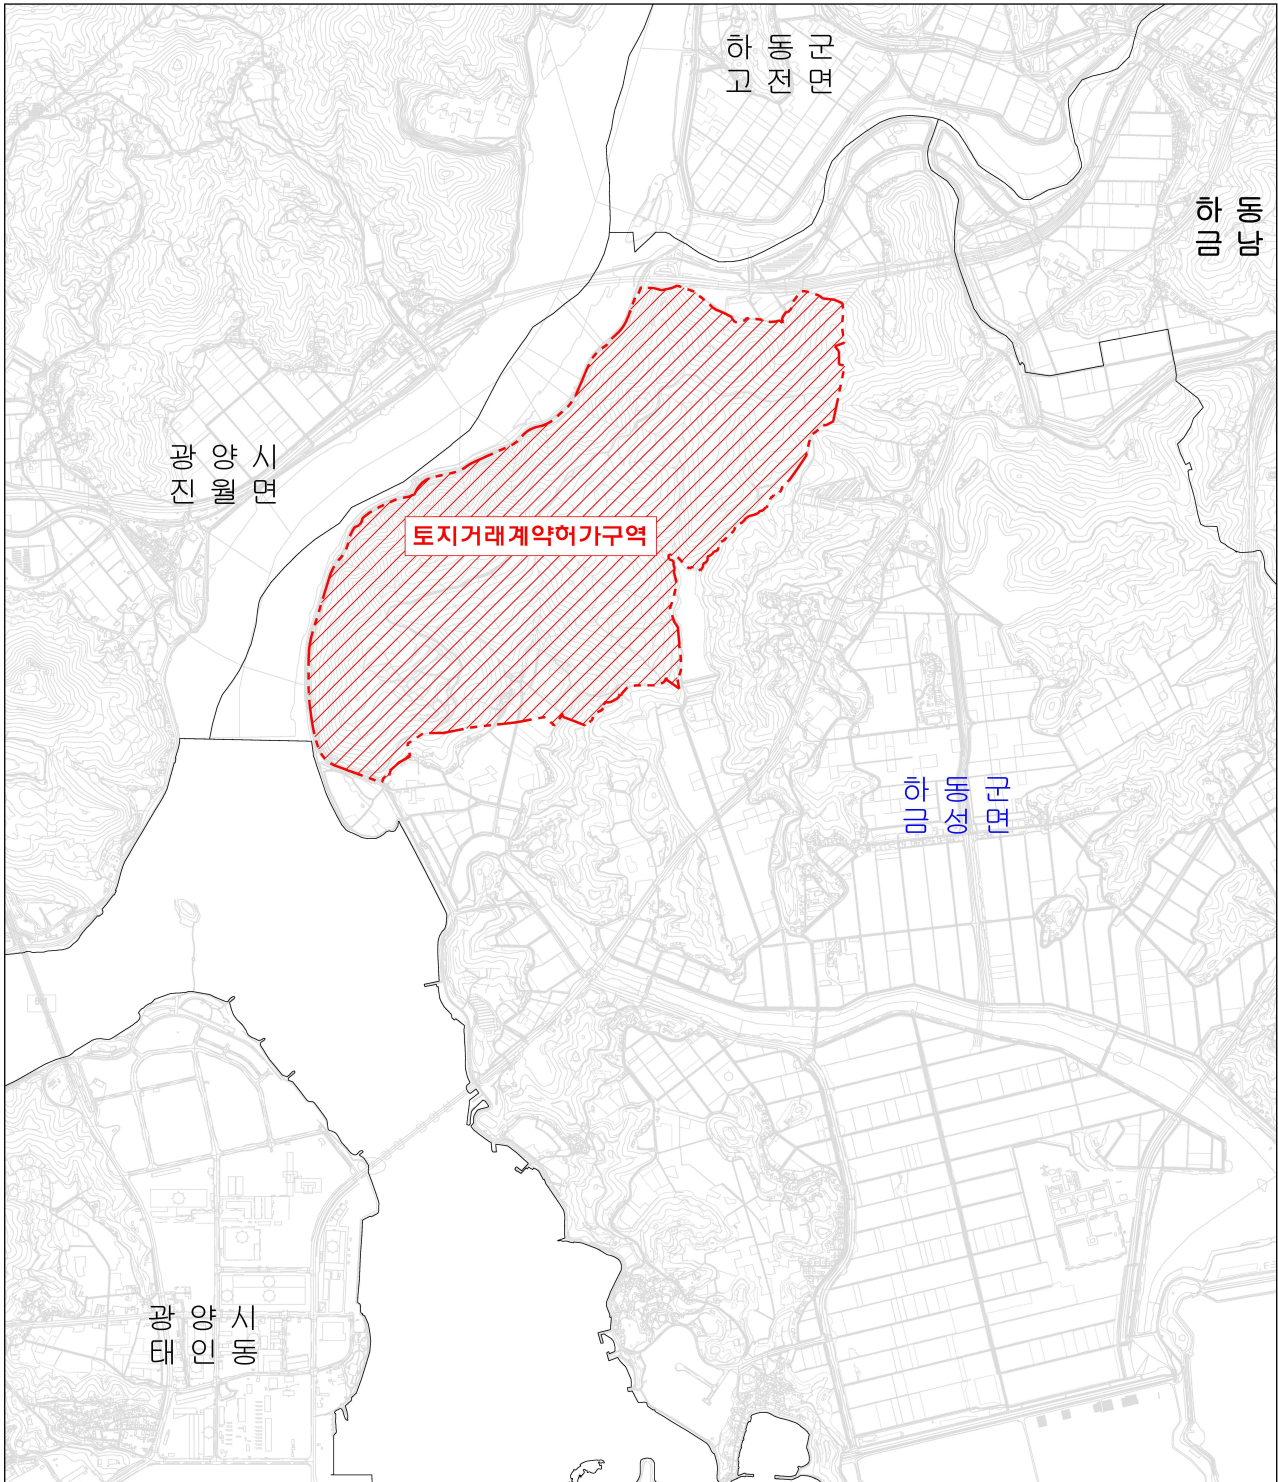 하 동 군
고 전 면
하 동
금 남
광 양 시
진 월 면
토지거래계약허가구역
하 동 군
금 성 면
광 양 시
태 인 동